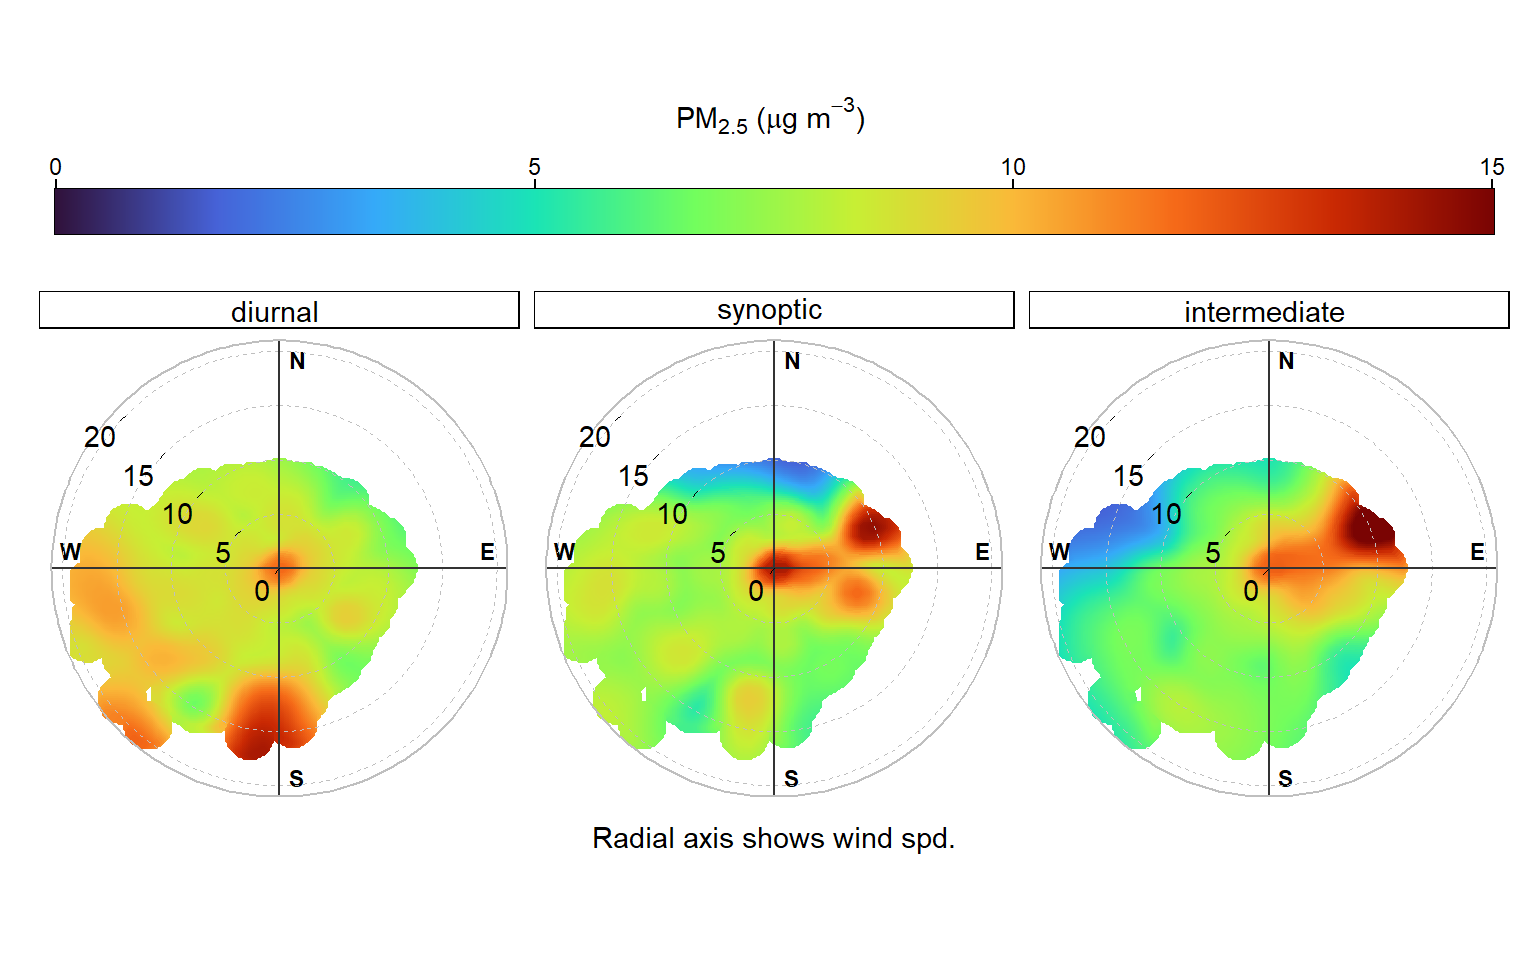 PM2.5 (μg m−3)
0 5 10 15
diurnal synoptic intermediate
N N N
20 20 20
15 15 15
10 10 10
W 5 E W 5 E W 5 E
0 0 0
S S S
Radial axis shows wind spd.